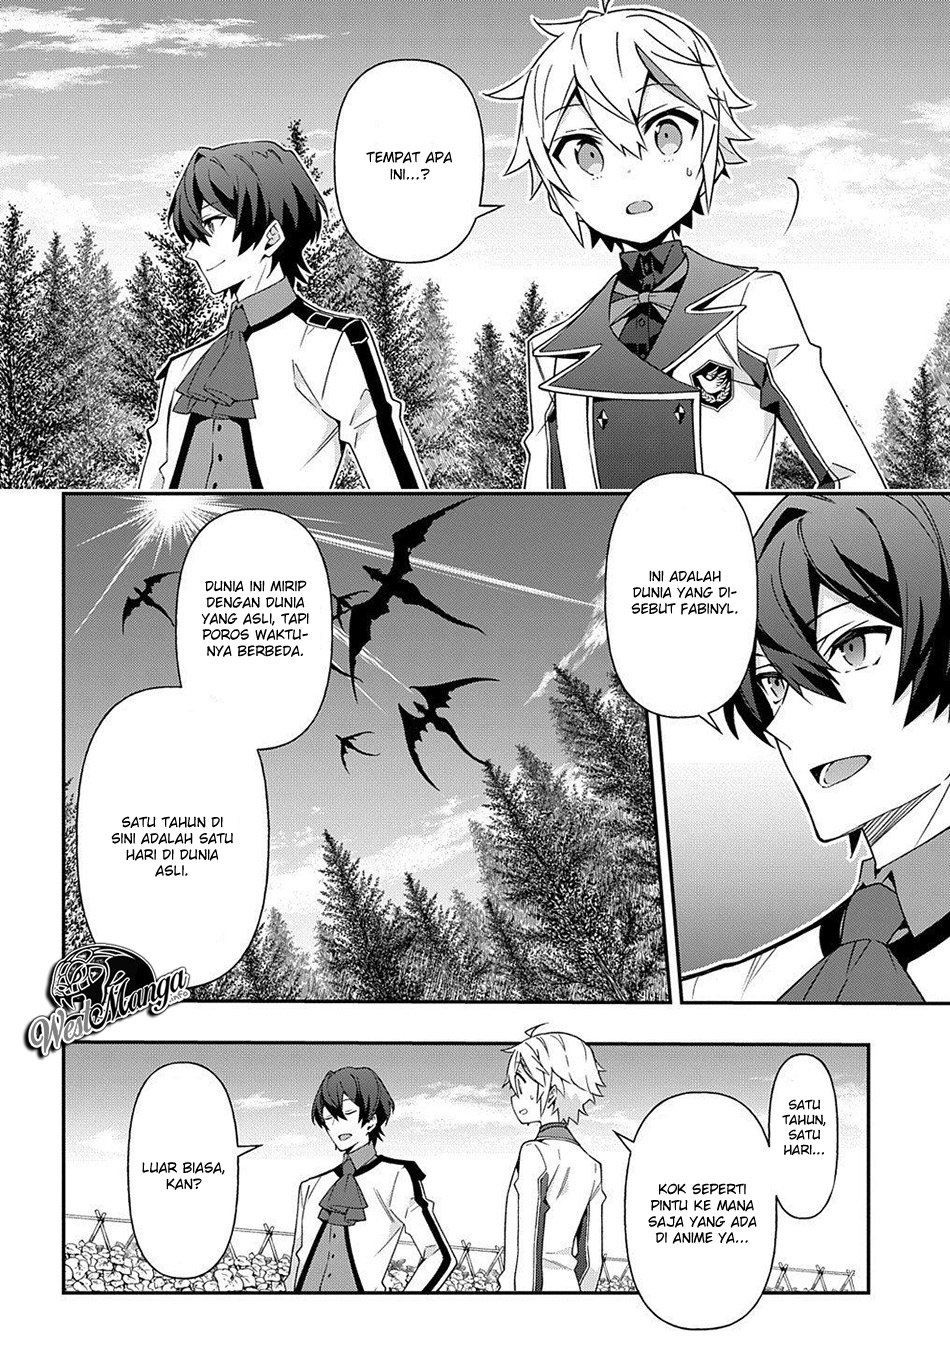 TEMPAT APA
INI...?
INI ADALAH
DUNIA YANG DI-
SEBUT FABINYL.
DUNIA INI MIRIP
DENGAN DUNIA
YANG ASLI, TAPI
POROS WAKTU-
NYA BERBEDA.
SATU TAHUN DI
SINI ADALAH SATU
HARI DI DUNIA
ASLI.
WestManga
SATU
TAHUN,
SATU
HARI...
KOK SEPERTI
PINTU KE MANA
SAJA YANG ADA
DI ANIME YA...
LUAR BIASA,
KAN?